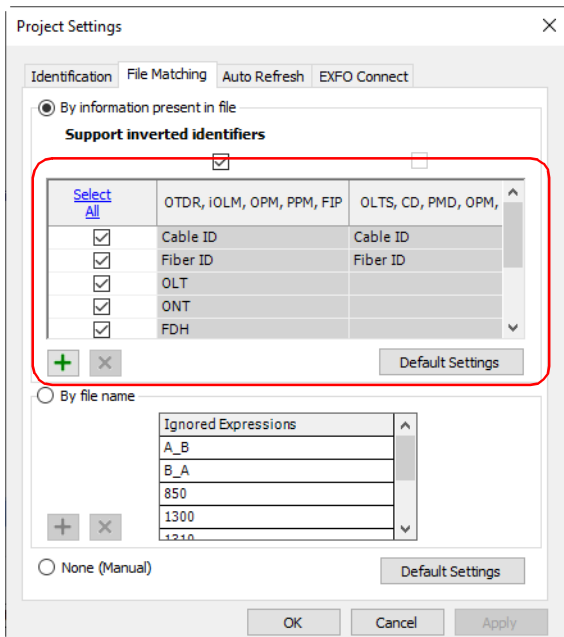 Project Settings
Identification File Matching Auto Refresh EXFO Connect
By information present in file
Support inverted identifiers
Select All OTDR, iOLM, OPM, PPM, FIP OLTS, CD, PMD, OPM,
Cable ID Cable ID
Fiber ID Fiber ID
OLT
ONT
FDH
Default Settings
By file name
Ignored Expressions
A_B
B_A
850
1300
1310
None (Manual) Default Settings
OK Cancel Apply